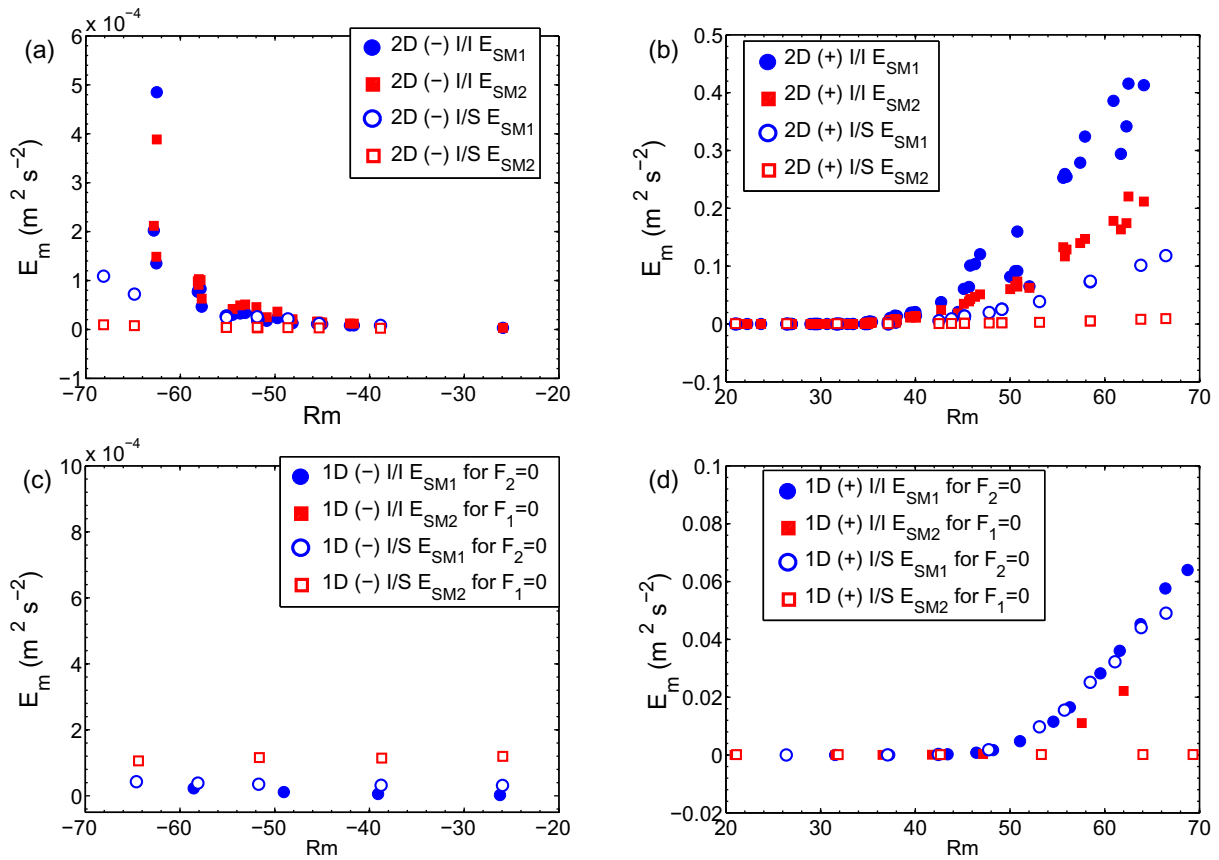 (a)
x 10⁻⁴
6
5
4
3
2
1
0
−1
E_m (m² s⁻²)
−70 −60 −50 −40 −30 −20
Rm
2D (−) I/I E_SM1
2D (−) I/I E_SM2
2D (−) I/S E_SM1
2D (−) I/S E_SM2
(b)
0.5
0.4
0.3
0.2
0.1
0
−0.1
E_m (m² s⁻²)
20 30 40 50 60 70
Rm
2D (+) I/I E_SM1
2D (+) I/I E_SM2
2D (+) I/S E_SM1
2D (+) I/S E_SM2
(c)
x 10⁻⁴
10
8
6
4
2
0
E_m (m² s⁻²)
−70 −60 −50 −40 −30 −20
Rm
1D (−) I/I E_SM1 for F_2=0
1D (−) I/I E_SM2 for F_1=0
1D (−) I/S E_SM1 for F_2=0
1D (−) I/S E_SM2 for F_1=0
(d)
0.1
0.08
0.06
0.04
0.02
0
−0.02
E_m (m² s⁻²)
20 30 40 50 60 70
Rm
1D (+) I/I E_SM1 for F_2=0
1D (+) I/I E_SM2 for F_1=0
1D (+) I/S E_SM1 for F_2=0
1D (+) I/S E_SM2 for F_1=0